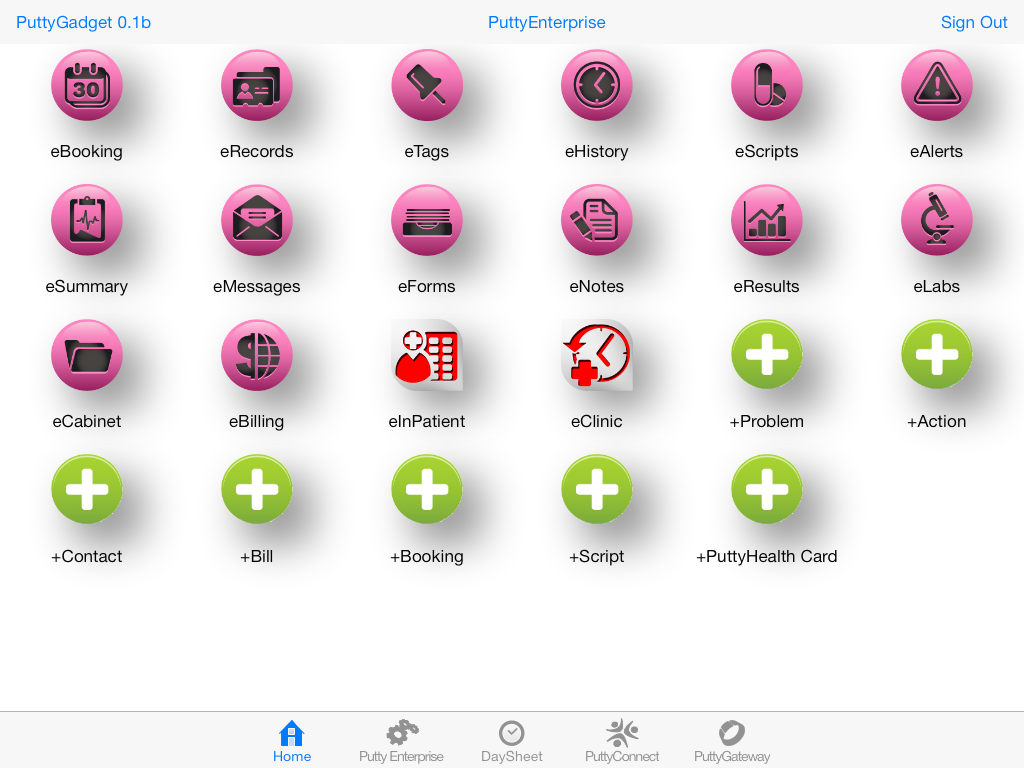 PuttyGadget 0.1b PuttyEnterprise Sign Out
30
eBooking eRecords eTags eHistory eScripts eAlerts
eSummary eMessages eForms eNotes eResults eLabs
$
eCabinet eBilling eInPatient eClinic +Problem +Action
+Contact +Bill +Booking +Script +PuttyHealth Card
Home Putty Enterprise DaySheet PuttyConnect PuttyGateway